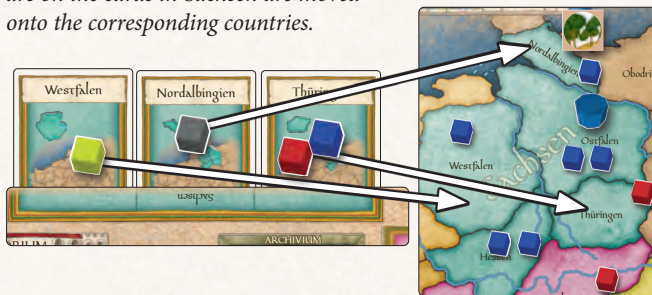 are on the cards in Sachsen are moved
onto the corresponding countries.
Westfalen
Nordalbingien
Thüring
Sachsen
ARCHIVIUM
Nordalbingien
Obodri
Ostfalen
Westfalen
Sachsen
Thüringen
Hessen